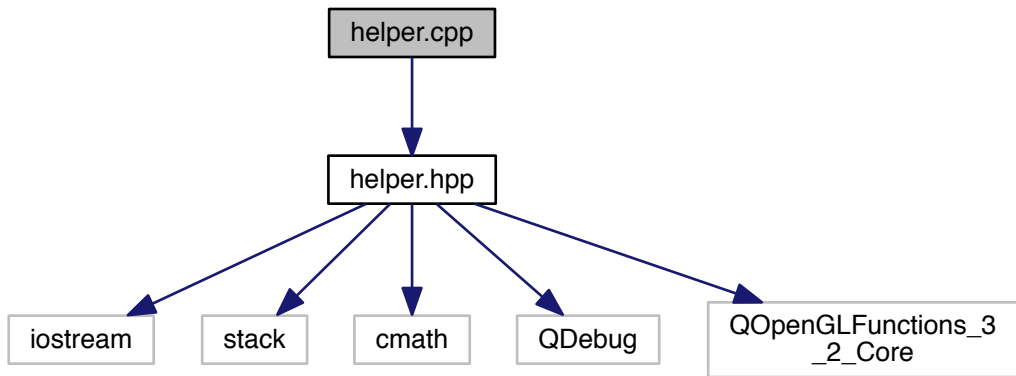 helper.cpp
helper.hpp
iostream
stack
cmath
QDebug
QOpenGLFunctions_3
_2_Core